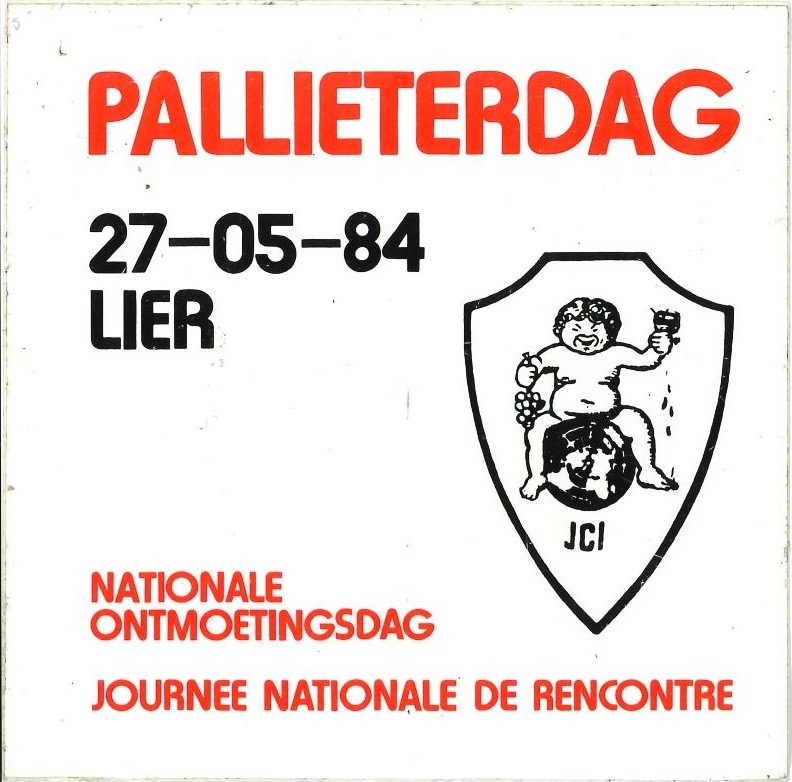 PALLIETERDAG
27-05-84
LIER
JCI
NATIONALE
ONTMOETINGSDAG
JOURNEE NATIONALE DE RENCONTRE